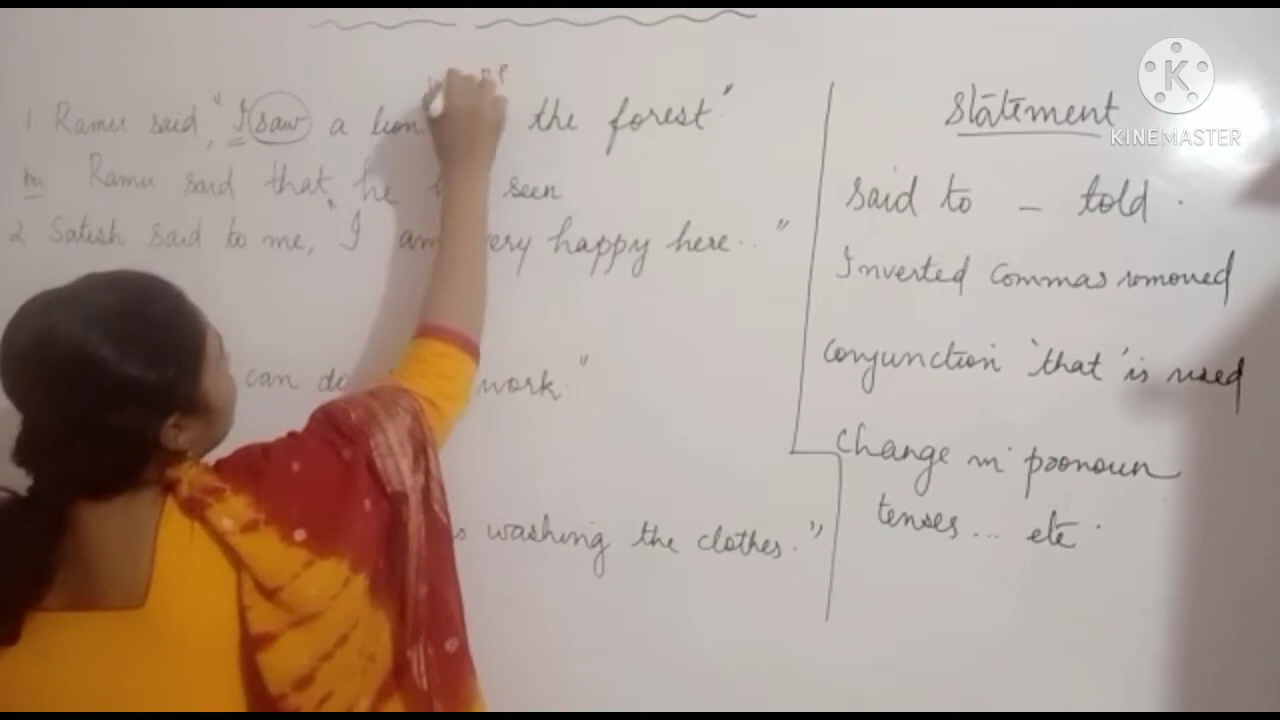 1. Ramu said, "I saw a lion the forest"
Ramu said that he seen
2. Satish said to me, "I am very happy here.."
can do work."
washing the clothes."
Statement
said to – told.
Inverted commas romoved
conjunction 'that' is used
change in pronoun
tenses... etc.
K
KINEMASTER